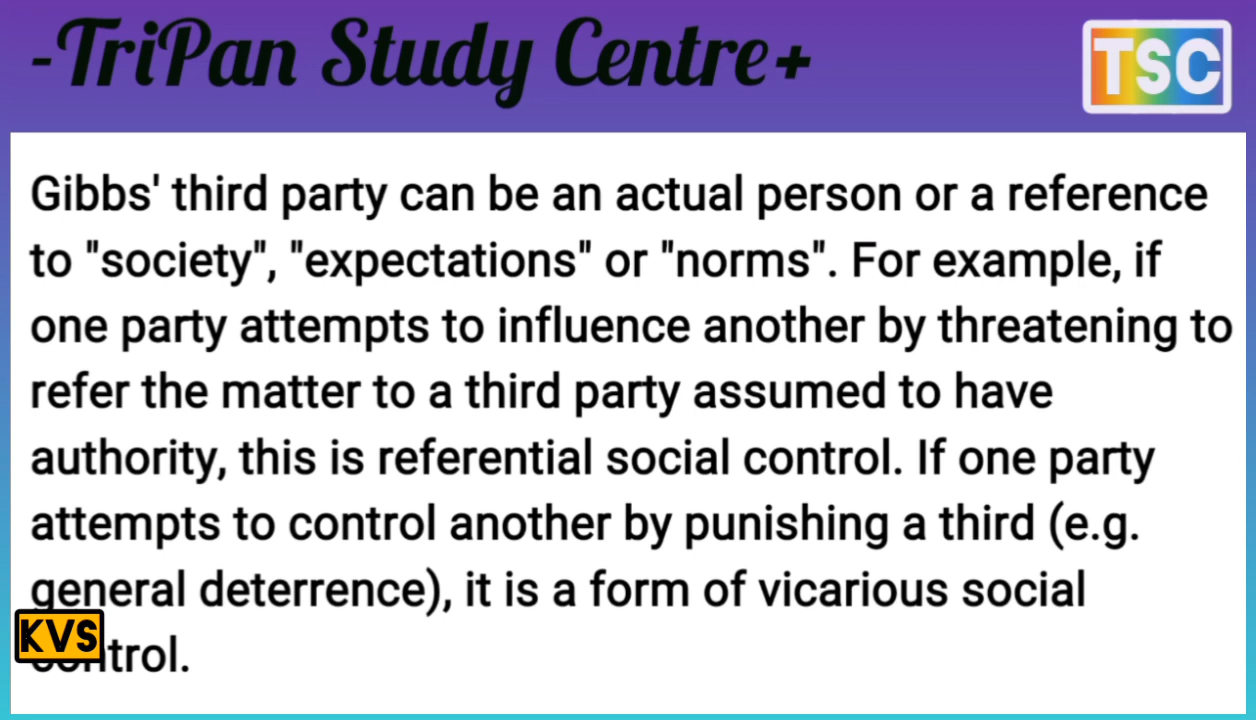 -TriPan Study Centre+
TSC
Gibbs' third party can be an actual person or a reference
to "society", "expectations" or "norms". For example, if
one party attempts to influence another by threatening to
refer the matter to a third party assumed to have
authority, this is referential social control. If one party
attempts to control another by punishing a third (e.g.
general deterrence), it is a form of vicarious social
KVS
control.